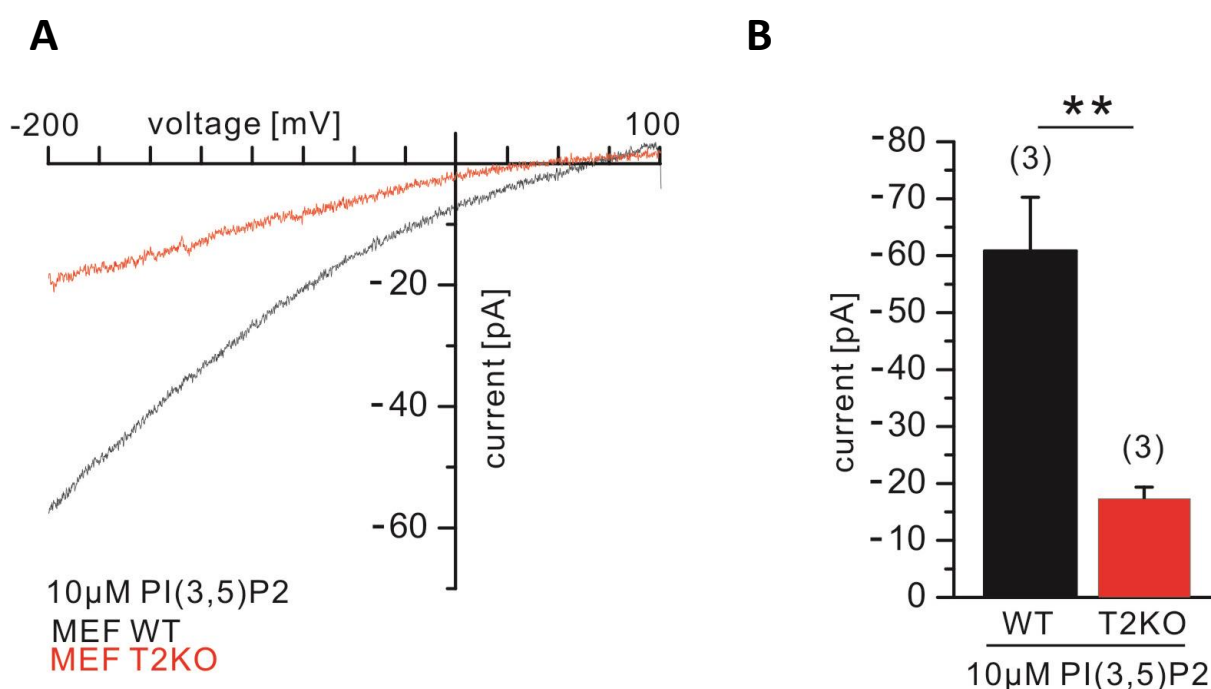 A
-200 voltage [mV] 100
-20
-40
-60
current [pA]
10µM PI(3,5)P2
MEF WT
MEF T2KO
B
**
-80
-70
-60
-50
-40
-30
-20
-10
0
current [pA]
(3)
(3)
WT T2KO
10µM PI(3,5)P2